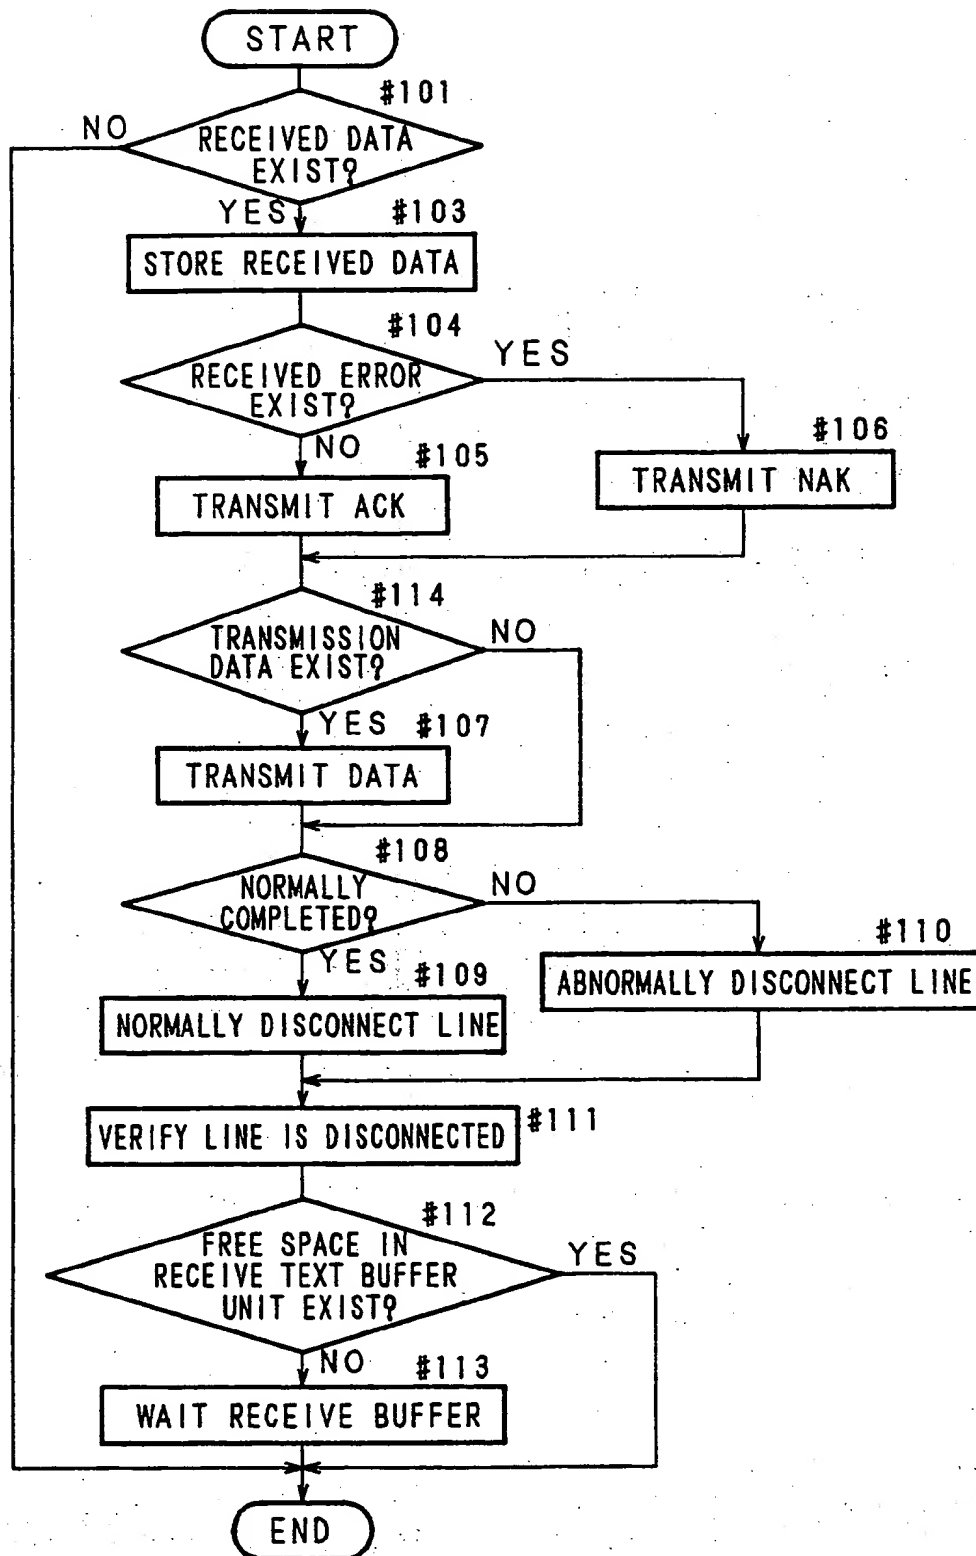 START
#101
NO
RECEIVED DATA
EXIST?
YES
#103
STORE RECEIVED DATA
#104
YES
RECEIVED ERROR
EXIST?
NO
#105
#106
TRANSMIT ACK
TRANSMIT NAK
#114
NO
TRANSMISSION
DATA EXIST?
YES
#107
TRANSMIT DATA
#108
NO
NORMALLY
COMPLETED?
YES
#109
#110
NORMALLY DISCONNECT LINE
ABNORMALLY DISCONNECT LINE
VERIFY LINE IS DISCONNECTED
#111
#112
FREE SPACE IN
RECEIVE TEXT BUFFER
UNIT EXIST?
YES
NO
#113
WAIT RECEIVE BUFFER
END